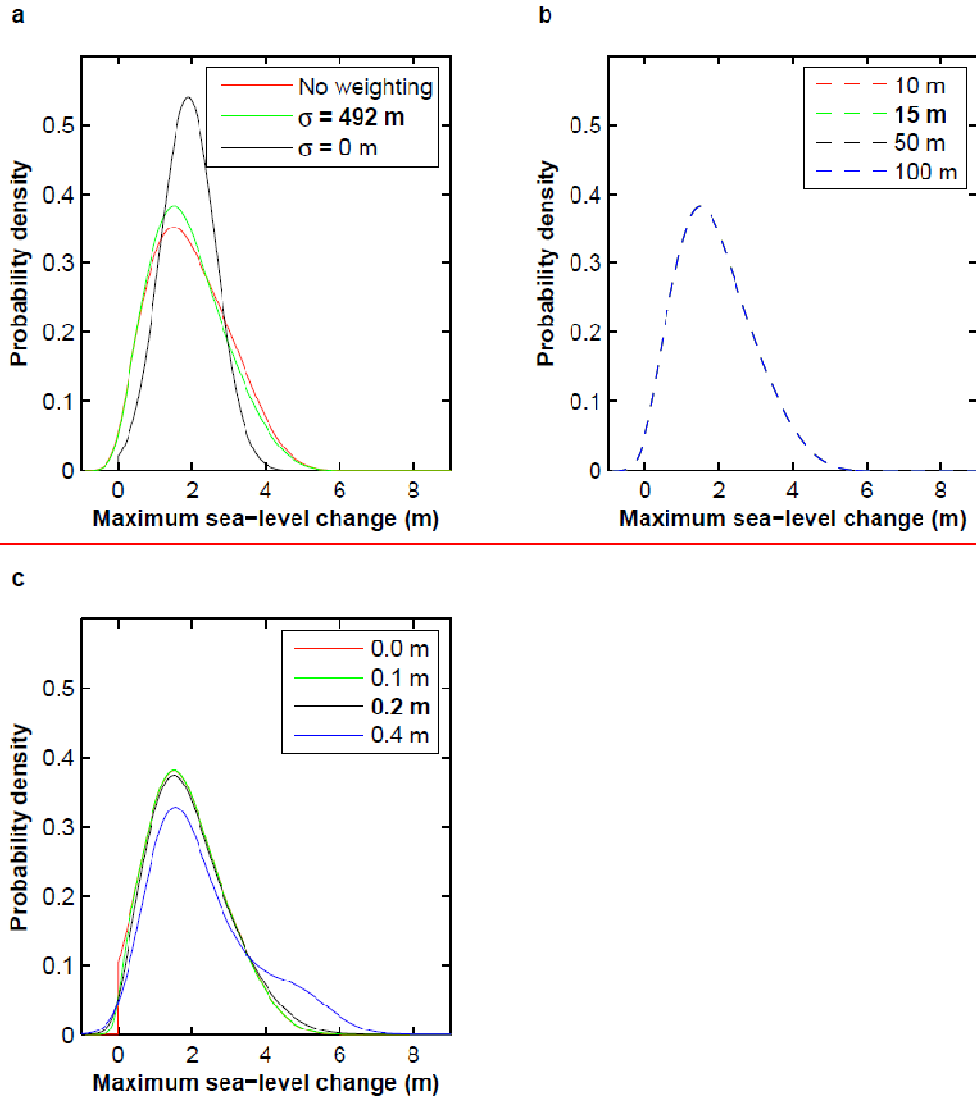 a
No weighting
σ = 492 m
σ = 0 m
0.5
0.4
0.3
0.2
0.1
0
0 2 4 6 8
Probability density
Maximum sea−level change (m)
b
10 m
15 m
50 m
100 m
0.5
0.4
0.3
0.2
0.1
0
0 2 4 6 8
Probability density
Maximum sea−level change (m)
c
0.0 m
0.1 m
0.2 m
0.4 m
0.5
0.4
0.3
0.2
0.1
0
0 2 4 6 8
Probability density
Maximum sea−level change (m)